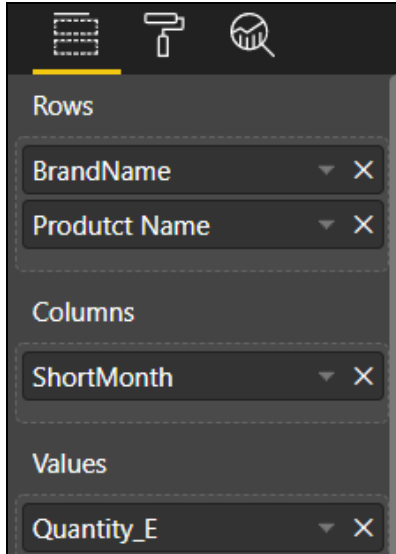 Rows
BrandName
Produtct Name
Columns
ShortMonth
Values
Quantity_E